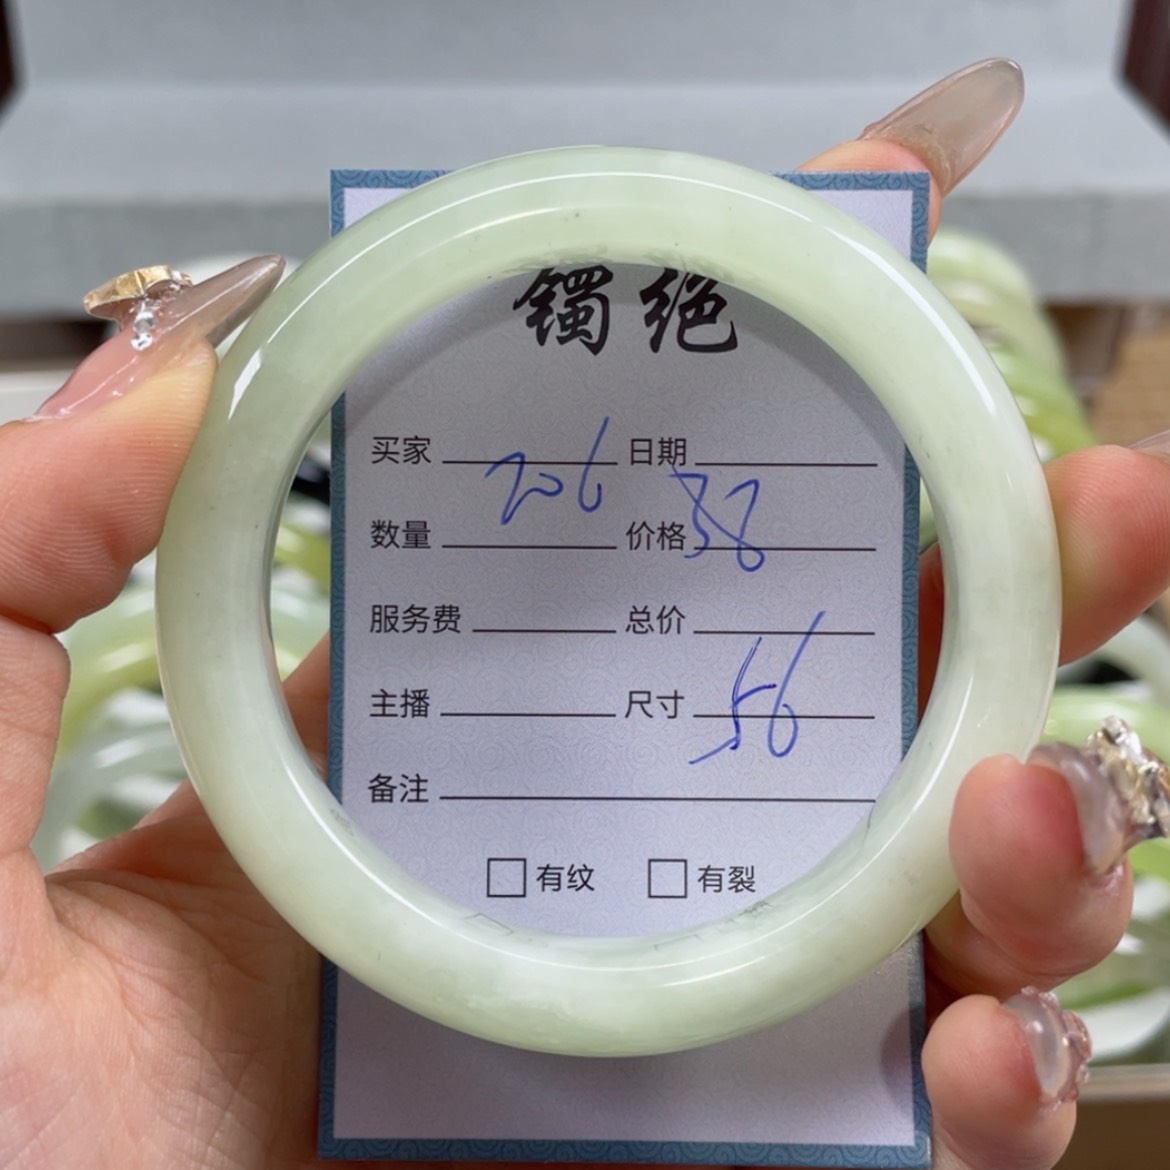 镯绝
买家 日期
206
数量 价格 38
服务费 总价
主播 尺寸 56
备注
有纹 有裂